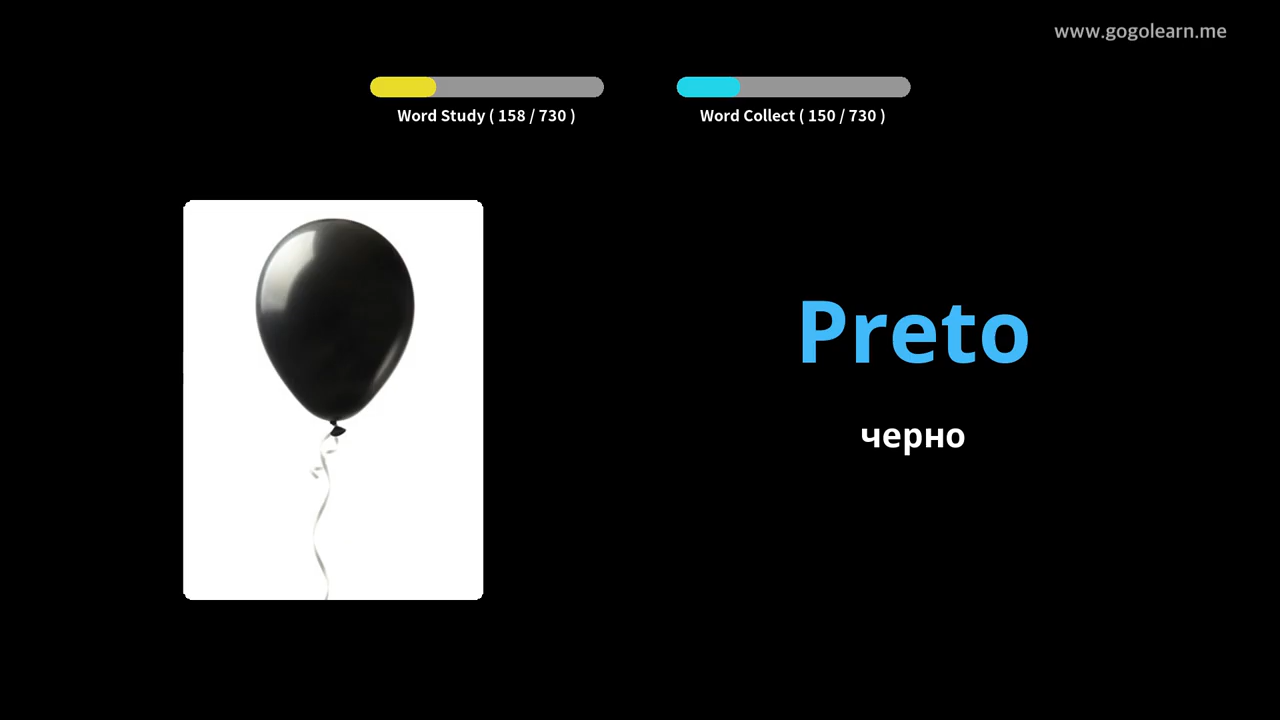 www.gogolearn.me
Word Study ( 158 / 730 )
Word Collect ( 150 / 730 )
Preto
черно